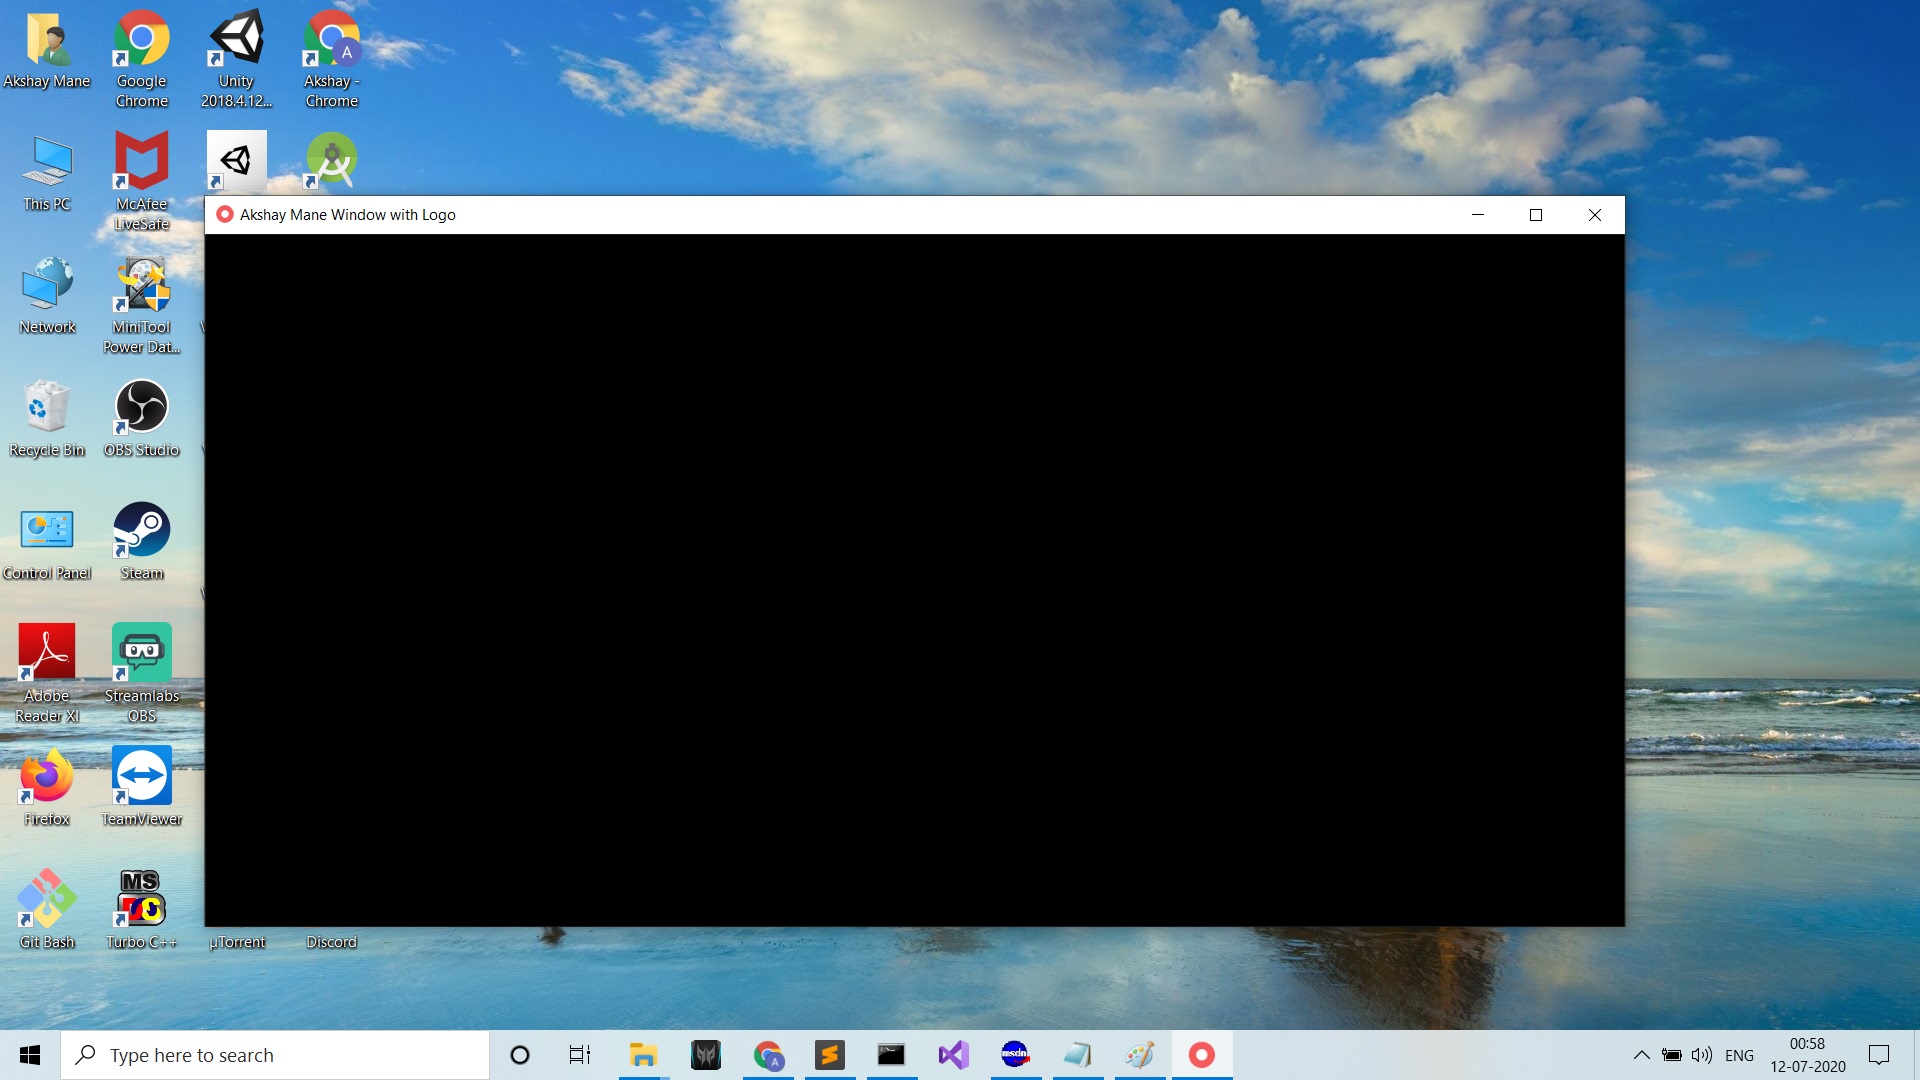 Akshay Mane
Google
Chrome
Unity
2018.4.12...
A
Akshay -
Chrome
This PC
McAfee
LiveSafe
Akshay Mane Window with Logo
Network
MiniTool
Power Dat...
Recycle Bin
OBS Studio
Control Panel
Steam
Adobe
Reader XI
Streamlabs
OBS
Firefox
TeamViewer
MS
Git Bash
Turbo C++
µTorrent
Discord
Type here to search
A
msdn
ENG
00:58
12-07-2020